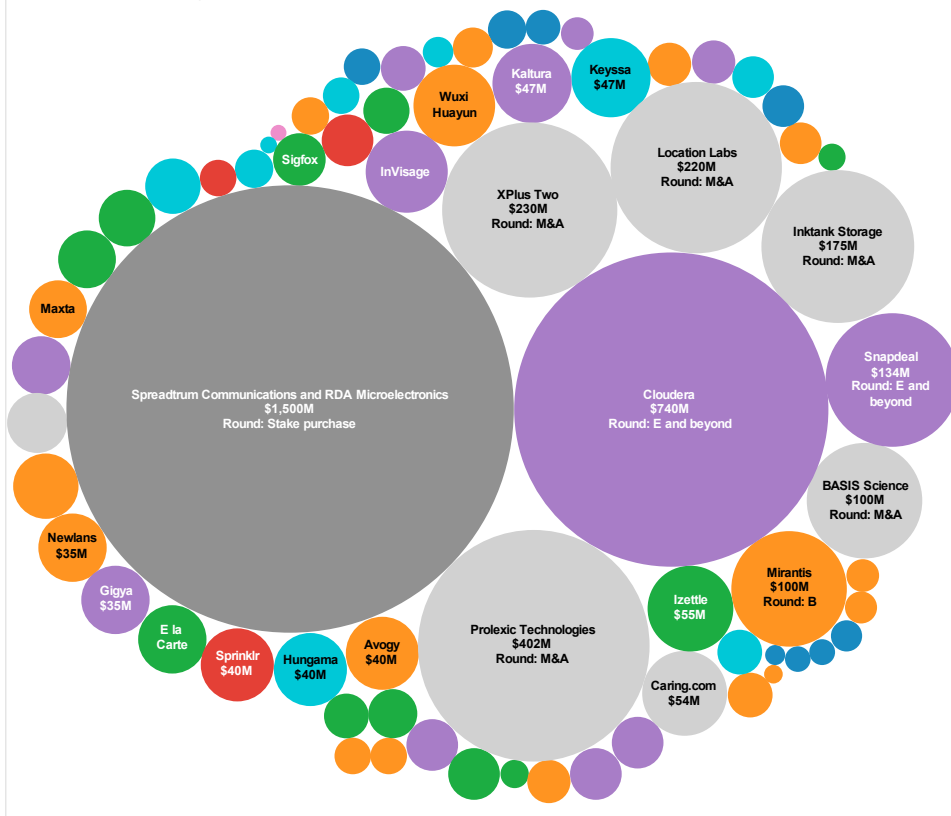 Kaltura
$47M
Keyssa
$47M
Wuxi
Huayun
Sigfox
InVisage
XPlus Two
$230M
Round: M&A
Location Labs
$220M
Round: M&A
Inktank Storage
$175M
Round: M&A
Maxta
Spreadtrum Communications and RDA Microelectronics
$1,500M
Round: Stake purchase
Cloudera
$740M
Round: E and beyond
Snapdeal
$134M
Round: E and
beyond
BASIS Science
$100M
Round: M&A
Newlans
$35M
Gigya
$35M
E la
Carte
Sprinklr
$40M
Hungama
$40M
Avogy
$40M
Prolexic Technologies
$402M
Round: M&A
Izettle
$55M
Mirantis
$100M
Round: B
Caring.com
$54M